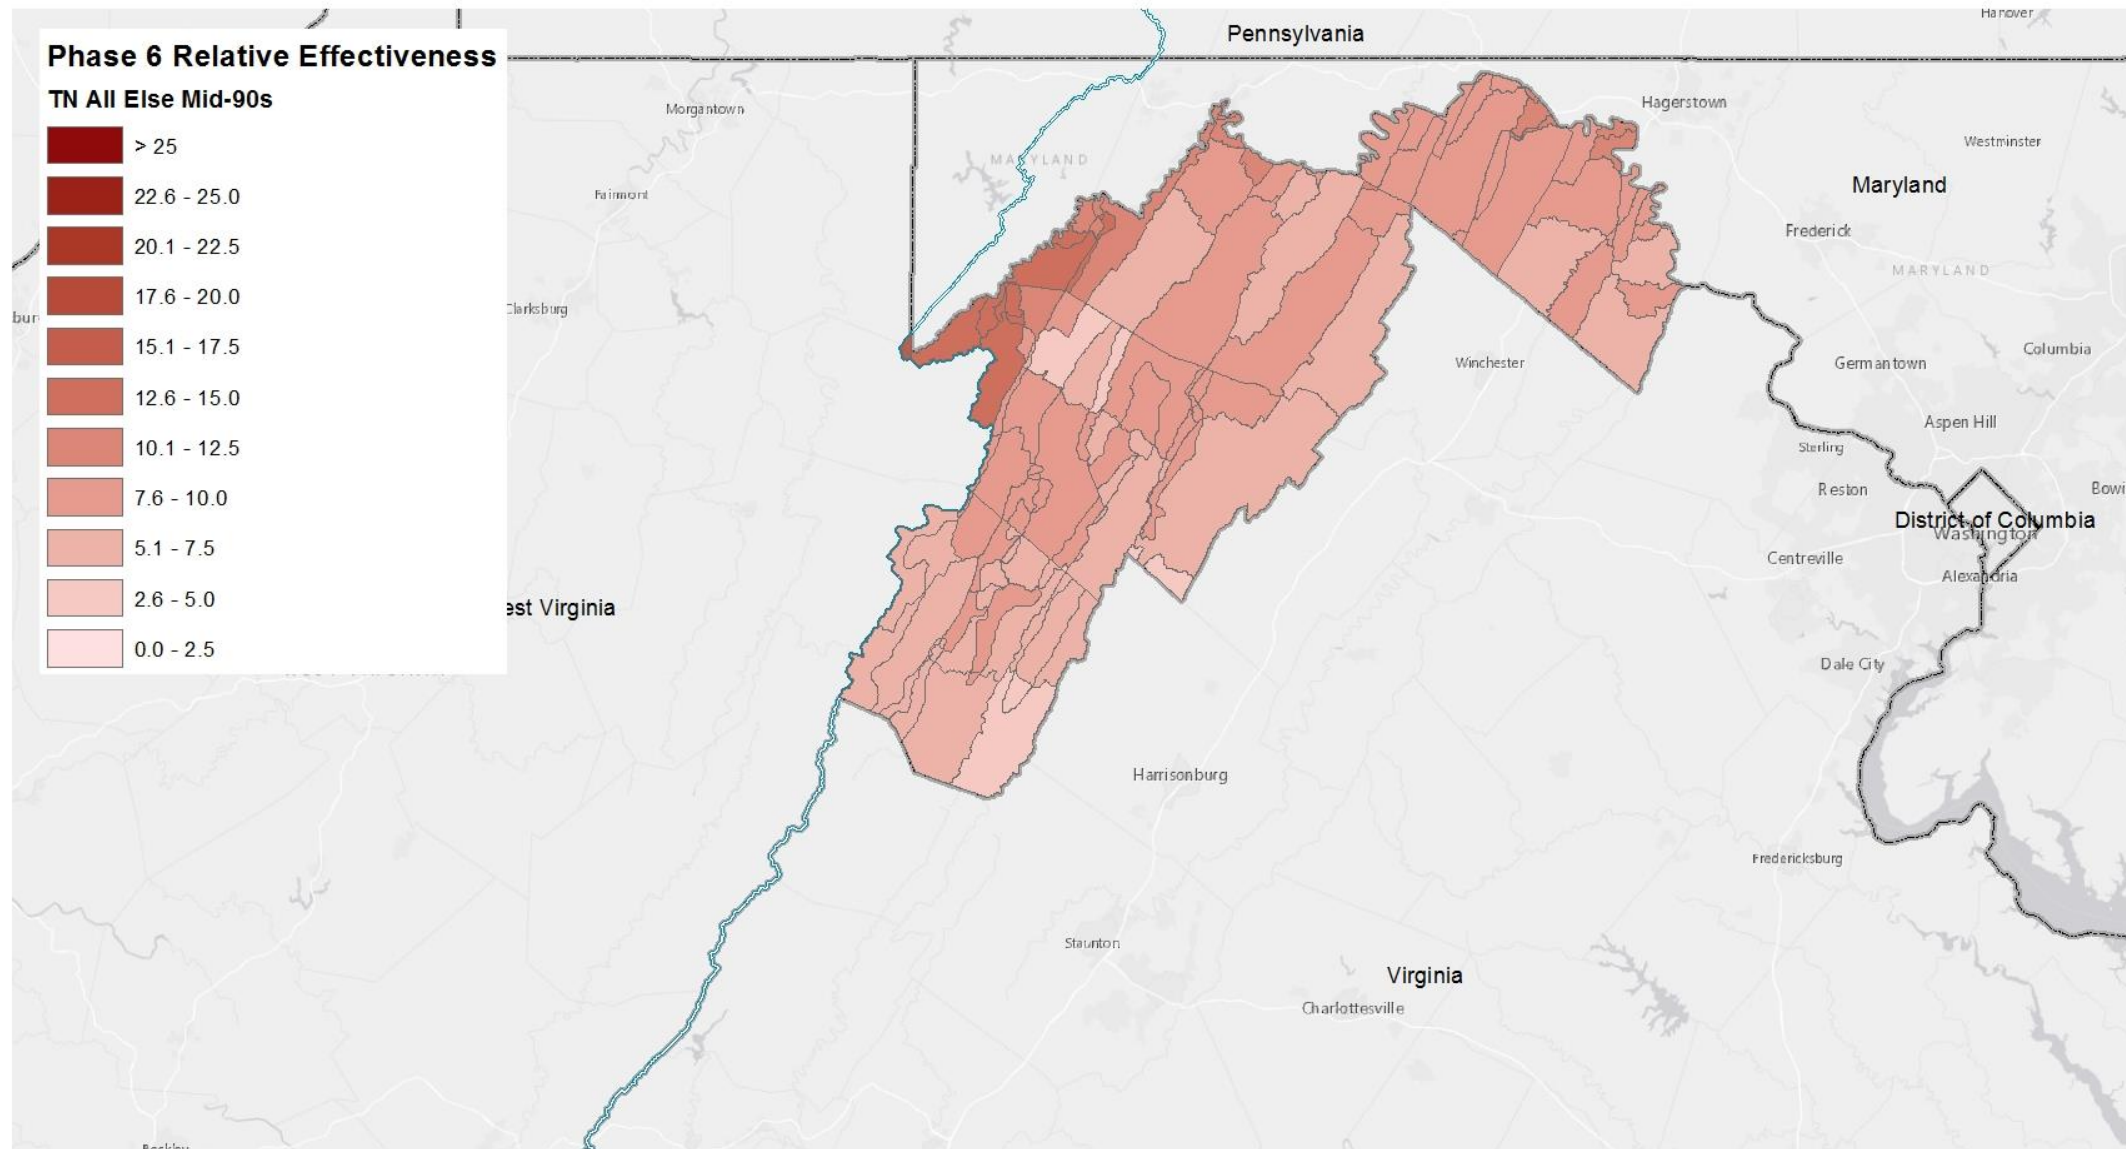 Phase 6 Relative Effectiveness
TN All Else Mid-90s
> 25
22.6 - 25.0
20.1 - 22.5
17.6 - 20.0
15.1 - 17.5
12.6 - 15.0
10.1 - 12.5
7.6 - 10.0
5.1 - 7.5
2.6 - 5.0
0.0 - 2.5
Pennsylvania
Hanover
Morgantown
Hagerstown
Westminster
MARYLAND
Maryland
Fairmont
Frederick
MARYLAND
Clarksburg
bur
Winchester
Germantown
Columbia
Aspen Hill
Sterling
Reston
Bowi
District of Columbia
Washington
Centreville
Alexandria
est Virginia
Dale City
Harrisonburg
Fredericksburg
Staunton
Virginia
Charlottesville